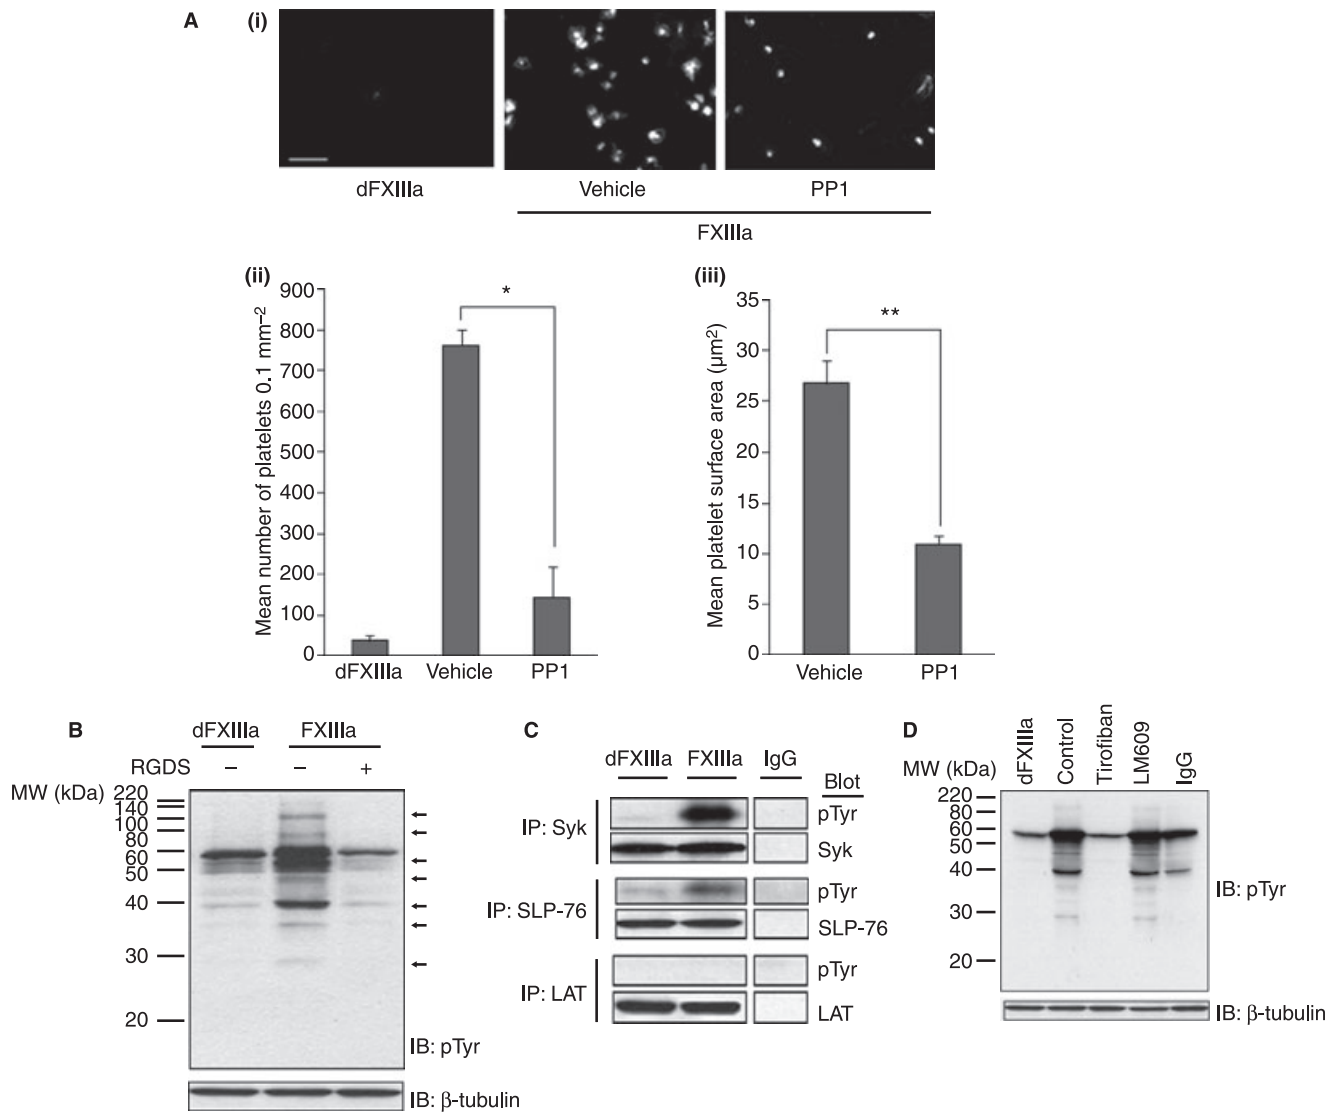 A (i)
dFXIIIa Vehicle PP1
FXIIIa
(ii)
Mean number of platelets 0.1 mm–2
900
800
700
600
500
400
300
200
100
0
dFXIIIa Vehicle PP1
*
(iii)
Mean platelet surface area (µm²)
35
30
25
20
15
10
5
0
Vehicle PP1
**
B
dFXIIIa FXIIIa
RGDS – – +
MW (kDa)
220
140
100
80
60
50
40
30
20
IB: pTyr
IB: β-tubulin
C
dFXIIIa FXIIIa IgG
Blot
IP: Syk
pTyr
Syk
IP: SLP-76
pTyr
SLP-76
IP: LAT
pTyr
LAT
D
dFXIIIa
Control
Tirofiban
LM609
IgG
MW (kDa)
220
80
60
50
40
30
20
IB: pTyr
IB: β-tubulin